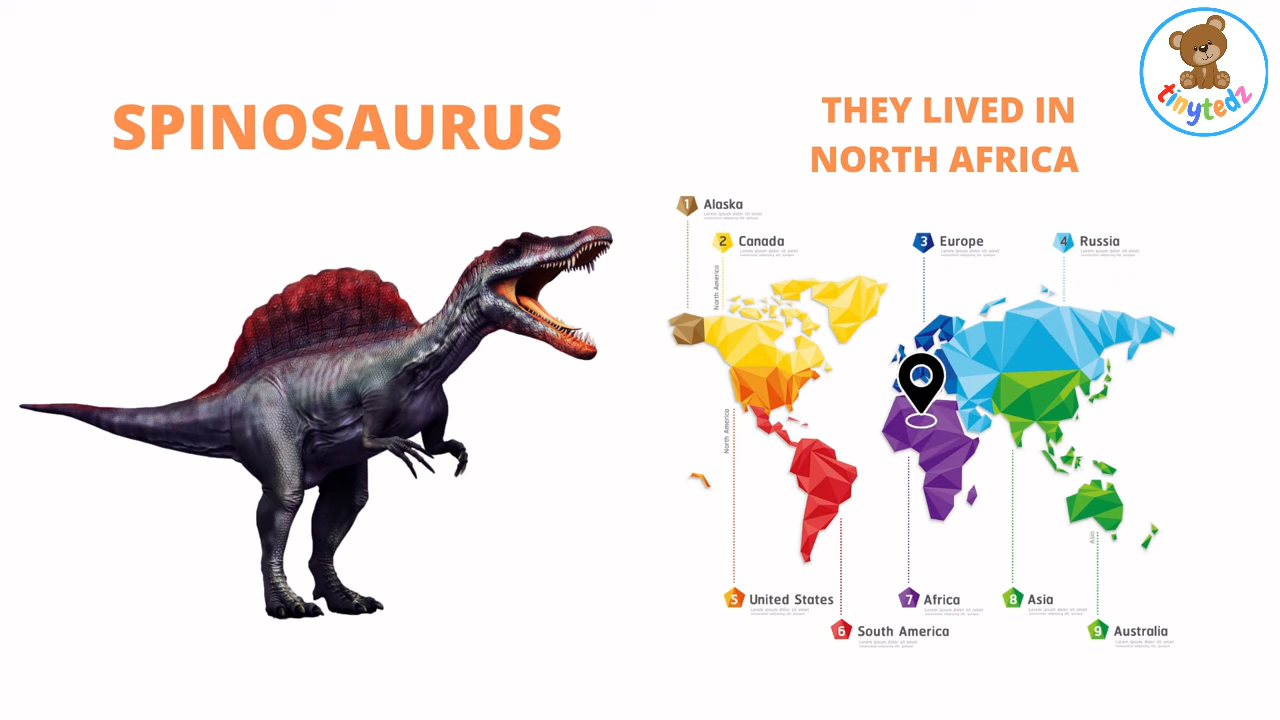 SPINOSAURUS
THEY LIVED IN
NORTH AFRICA
tinytedz
1 Alaska
2 Canada
3 Europe
4 Russia
North America
North America
Asia
5 United States
7 Africa
8 Asia
6 South America
9 Australia